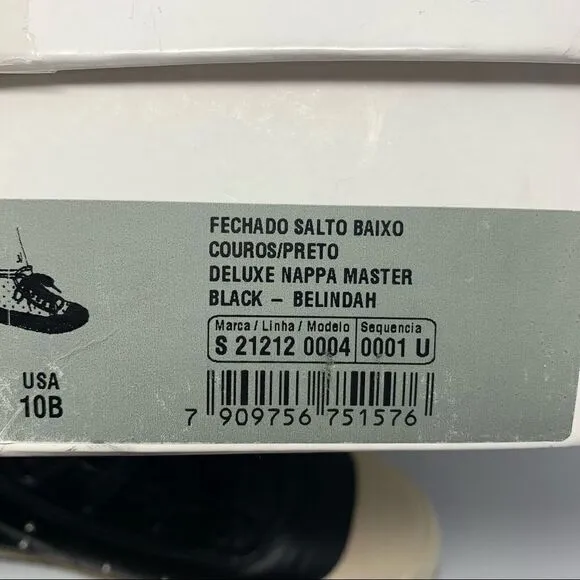 FECHADO SALTO BAIXO
COUROS/PRETO
DELUXE NAPPA MASTER
BLACK – BELINDAH
Marca / Linha / Modelo Sequencia
S 21212 0004 0001 U
USA
10B
7 909756 751576